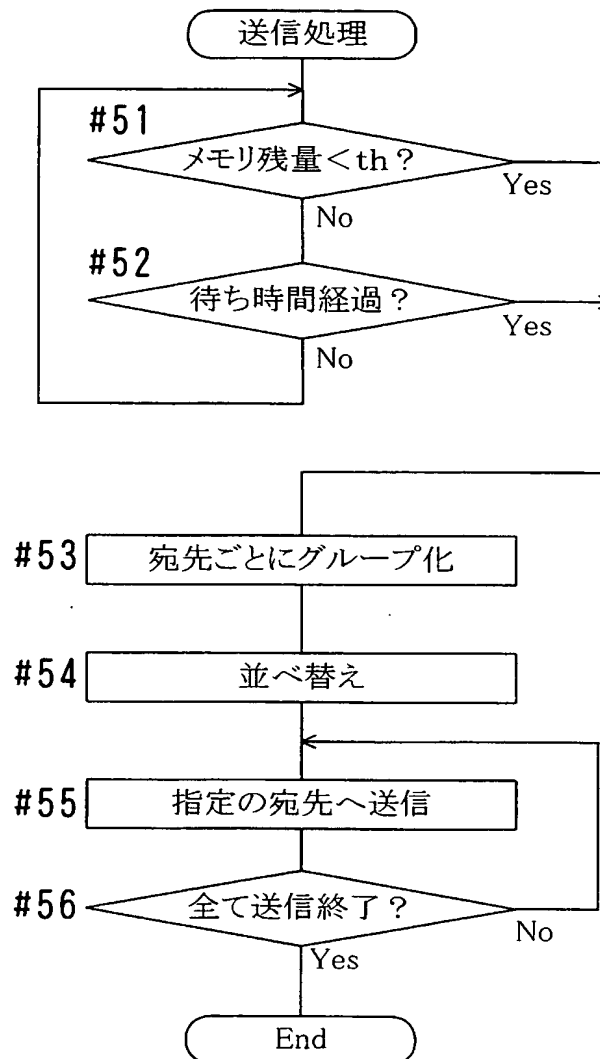 送信処理
#51
メモリ残量<th?
Yes
No
#52
待ち時間経過?
Yes
No
#53 宛先ごとにグループ化
#54 並べ替え
#55 指定の宛先へ送信
#56 全て送信終了?
No
Yes
End